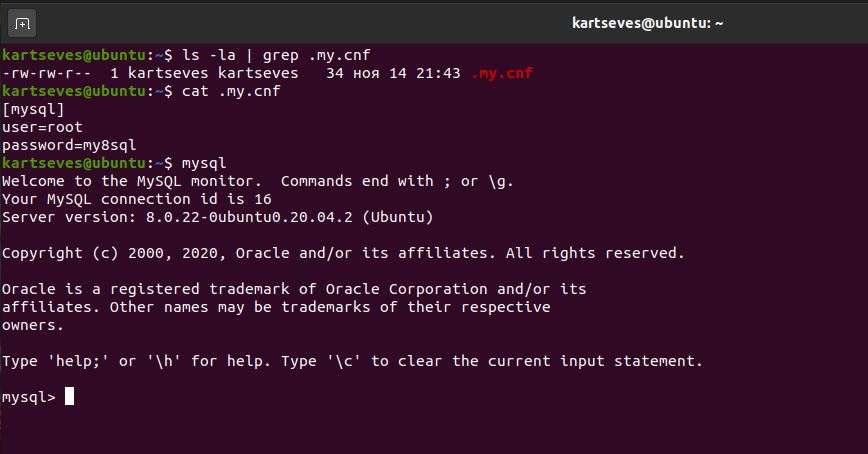 kartseves@ubuntu: ~
kartseves@ubuntu:~$ ls -la | grep .my.cnf
-rw-rw-r--  1 kartseves kartseves   34 ноя 14 21:43 .my.cnf
kartseves@ubuntu:~$ cat .my.cnf
[mysql]
user=root
password=my8sql
kartseves@ubuntu:~$ mysql
Welcome to the MySQL monitor.  Commands end with ; or \g.
Your MySQL connection id is 16
Server version: 8.0.22-0ubuntu0.20.04.2 (Ubuntu)
Copyright (c) 2000, 2020, Oracle and/or its affiliates. All rights reserved.
Oracle is a registered trademark of Oracle Corporation and/or its
affiliates. Other names may be trademarks of their respective
owners.
Type 'help;' or '\h' for help. Type '\c' to clear the current input statement.
mysql>